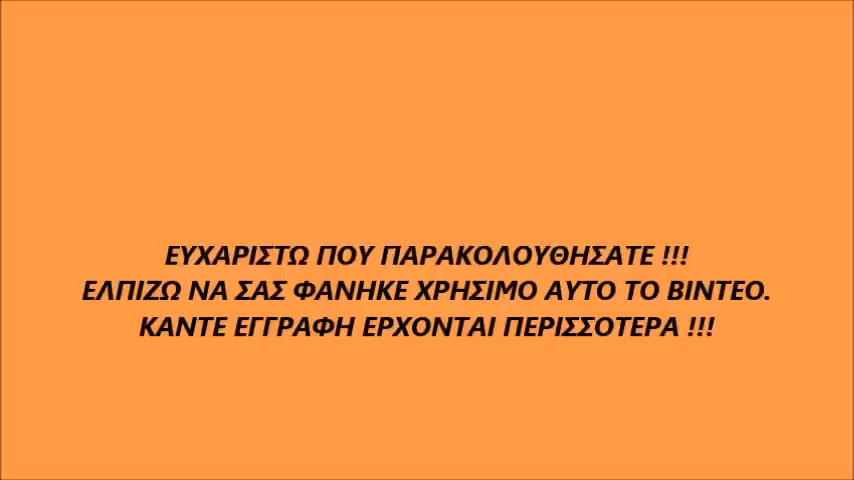 ΕΥΧΑΡΙΣΤΩ ΠΟΥ ΠΑΡΑΚΟΛΟΥΘΗΣΑΤΕ !!!
ΕΛΠΙΖΩ ΝΑ ΣΑΣ ΦΑΝΗΚΕ ΧΡΗΣΙΜΟ ΑΥΤΟ ΤΟ ΒΙΝΤΕΟ.
ΚΑΝΤΕ ΕΓΓΡΑΦΗ ΕΡΧΟΝΤΑΙ ΠΕΡΙΣΣΟΤΕΡΑ !!!